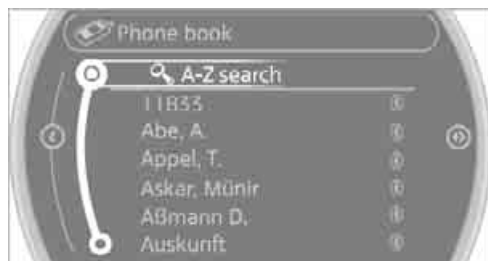 Phone book
A-Z search
11833
Abe, A.
Appel, T.
Askar, Münir
Aßmann D.
Auskunft